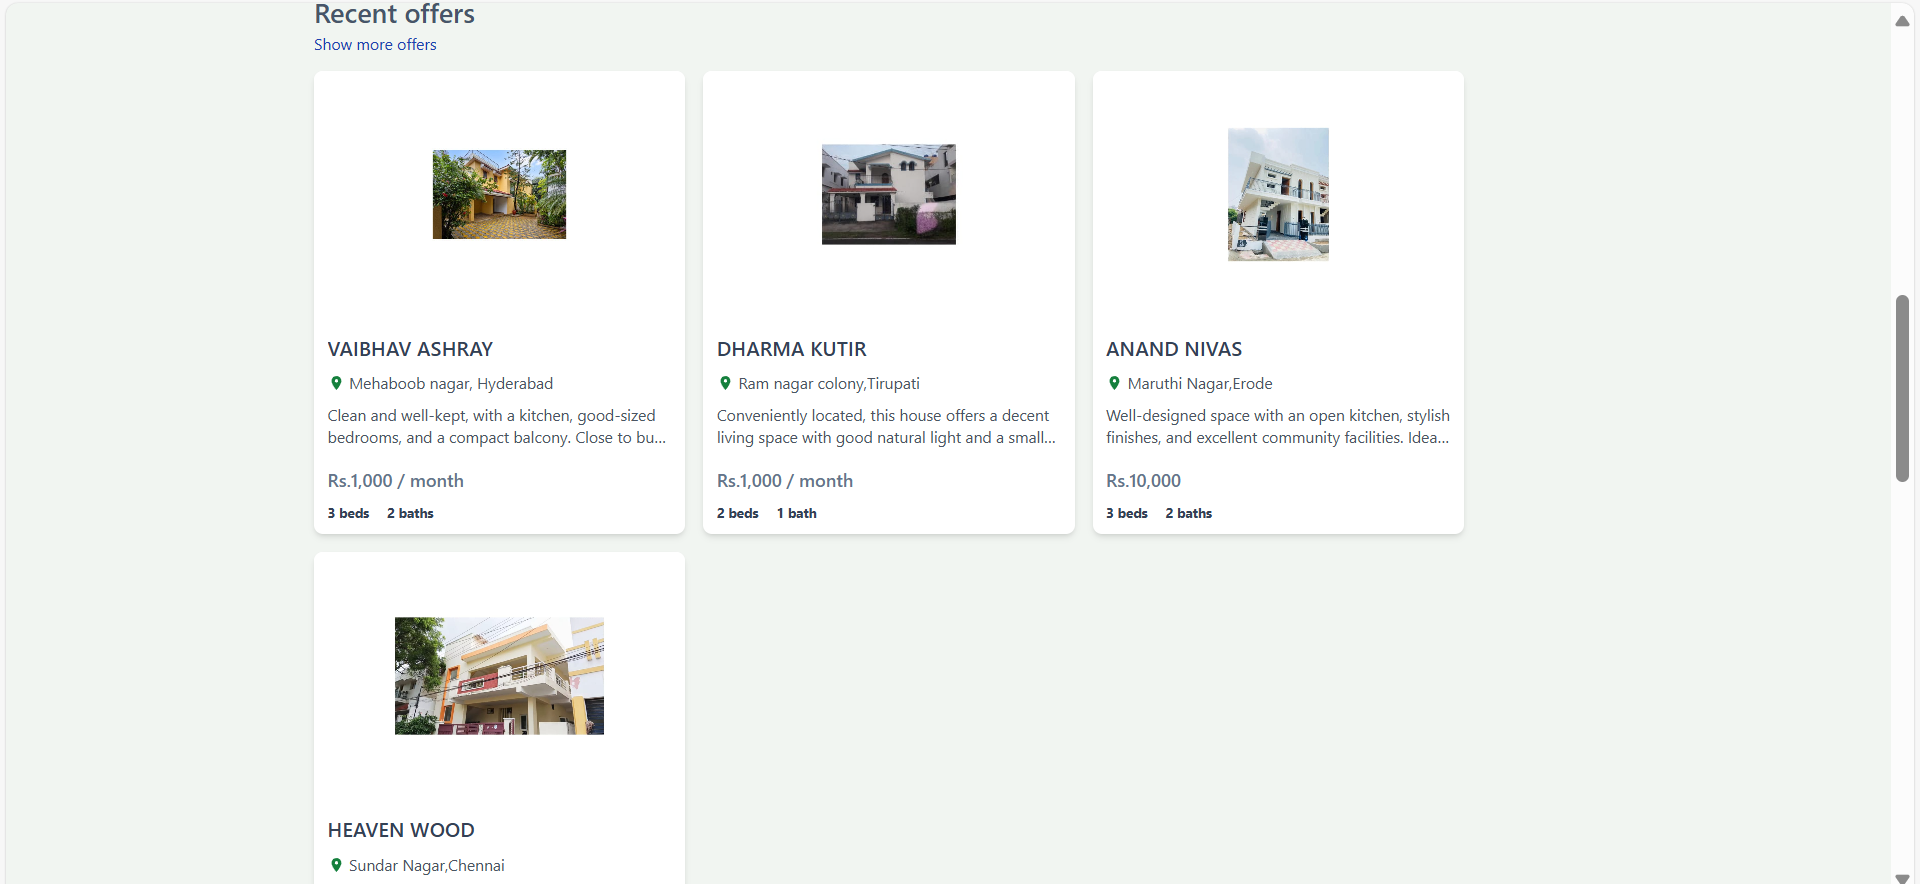 Recent offers
Show more offers
VAIBHAV ASHRAY
Mehaboob nagar, Hyderabad
Clean and well-kept, with a kitchen, good-sized
bedrooms, and a compact balcony. Close to bu...
Rs.1,000 / month
3 beds 2 baths
DHARMA KUTIR
Ram nagar colony,Tirupati
Conveniently located, this house offers a decent
living space with good natural light and a small...
Rs.1,000 / month
2 beds 1 bath
ANAND NIVAS
Maruthi Nagar,Erode
Well-designed space with an open kitchen, stylish
finishes, and excellent community facilities. Idea...
Rs.10,000
3 beds 2 baths
HEAVEN WOOD
Sundar Nagar,Chennai